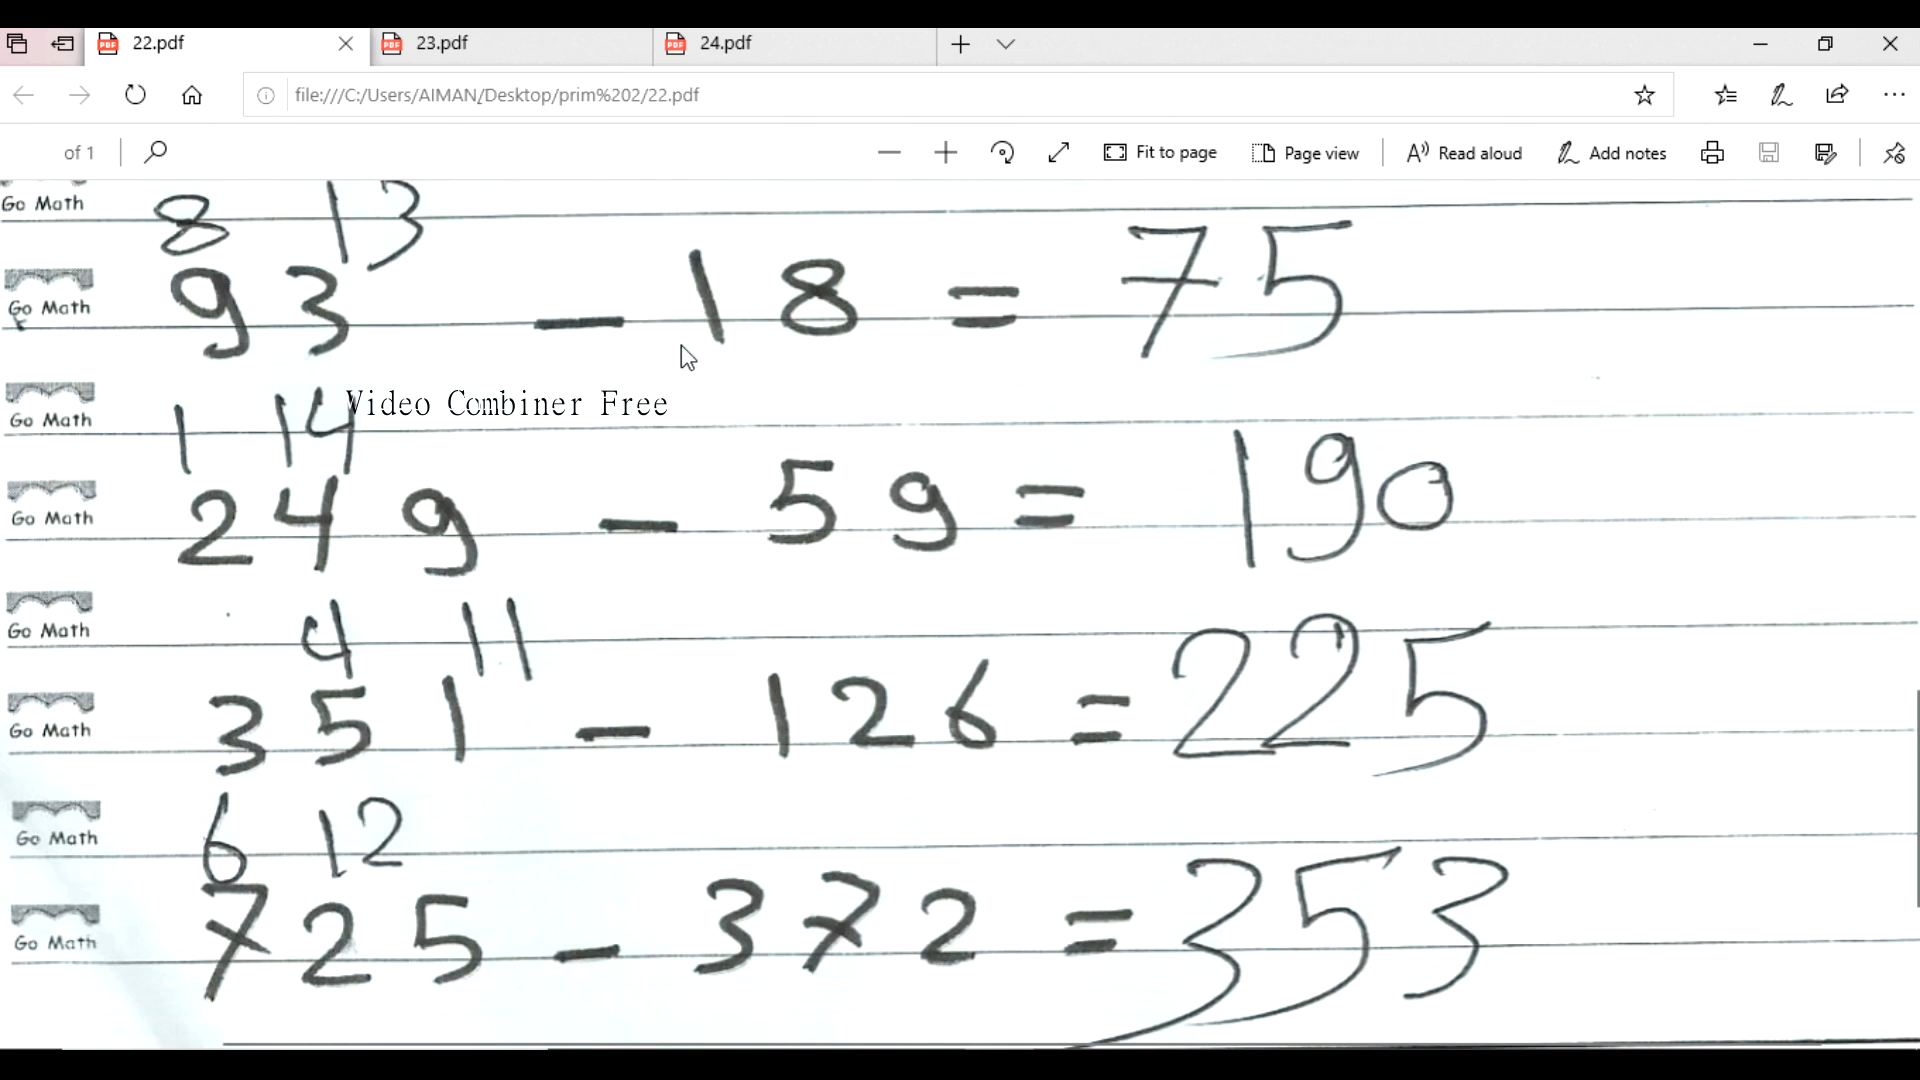 22.pdf 23.pdf 24.pdf
file:///C:/Users/AIMAN/Desktop/prim%202/22.pdf
of 1 Fit to page Page view Read aloud Add notes
Go Math 8 13
Go Math 93 - 18 = 75
Video Combiner Free
Go Math 1 14
Go Math 249 - 59 = 190
Go Math 4 11
Go Math 351 - 126 = 225
Go Math 6 12
Go Math 725 - 372 = 353